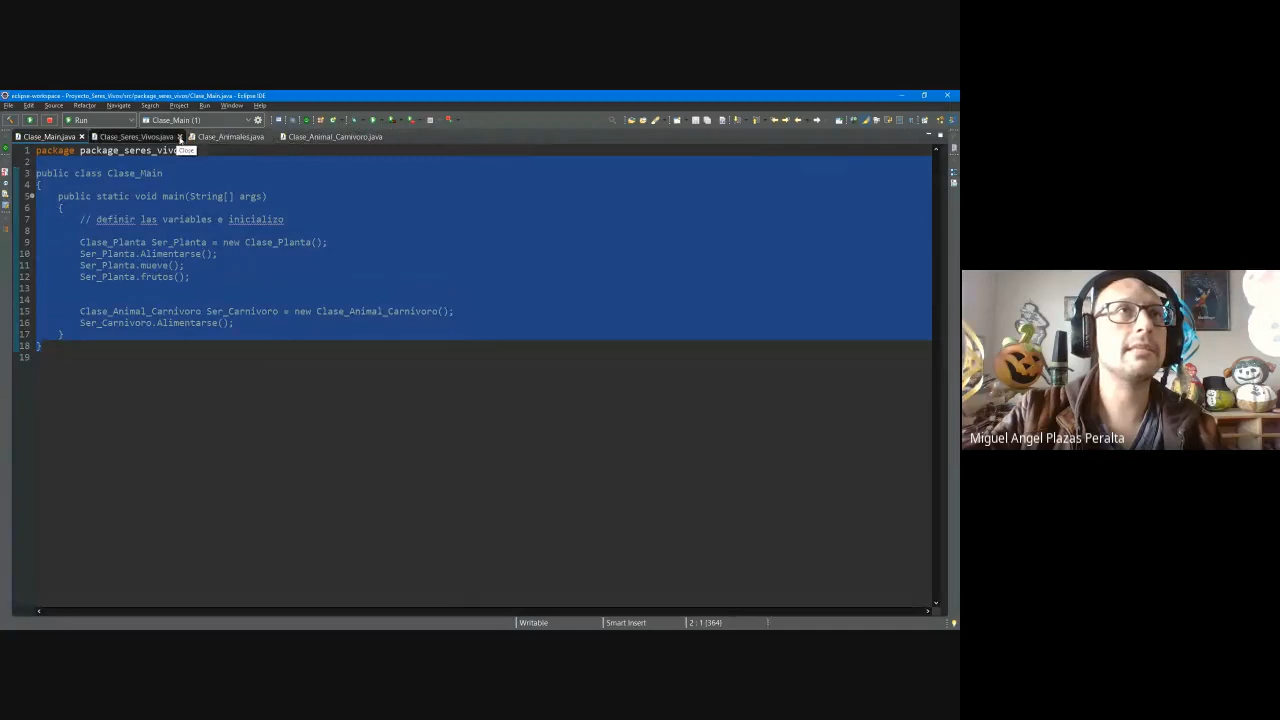 eclipse-workspace - Proyecto_Seres_Vivos/src/package_seres_vivos/Clase_Main.java - Eclipse IDE
File Edit Source Refactor Navigate Search Project Run Window Help
Run Clase_Main (1)
Clase_Main.java Clase_Seres_Vivos.java Clase_Animales.java Clase_Animal_Carnivoro.java
1 package package_seres_vivo
Close
2
3 public class Clase_Main
4 {
5 public static void main(String[] args)
6 {
7 // definir las variables e inicializo
8
9 Clase_Planta Ser_Planta = new Clase_Planta();
10 Ser_Planta.Alimentarse();
11 Ser_Planta.mueve();
12 Ser_Planta.frutos();
13
14
15 Clase_Animal_Carnivoro Ser_Carnivoro = new Clase_Animal_Carnivoro();
16 Ser_Carnivoro.Alimentarse();
17 }
18 }
19
Writable Smart Insert 2 : 1 [364]
Miguel Angel Plazas Peralta